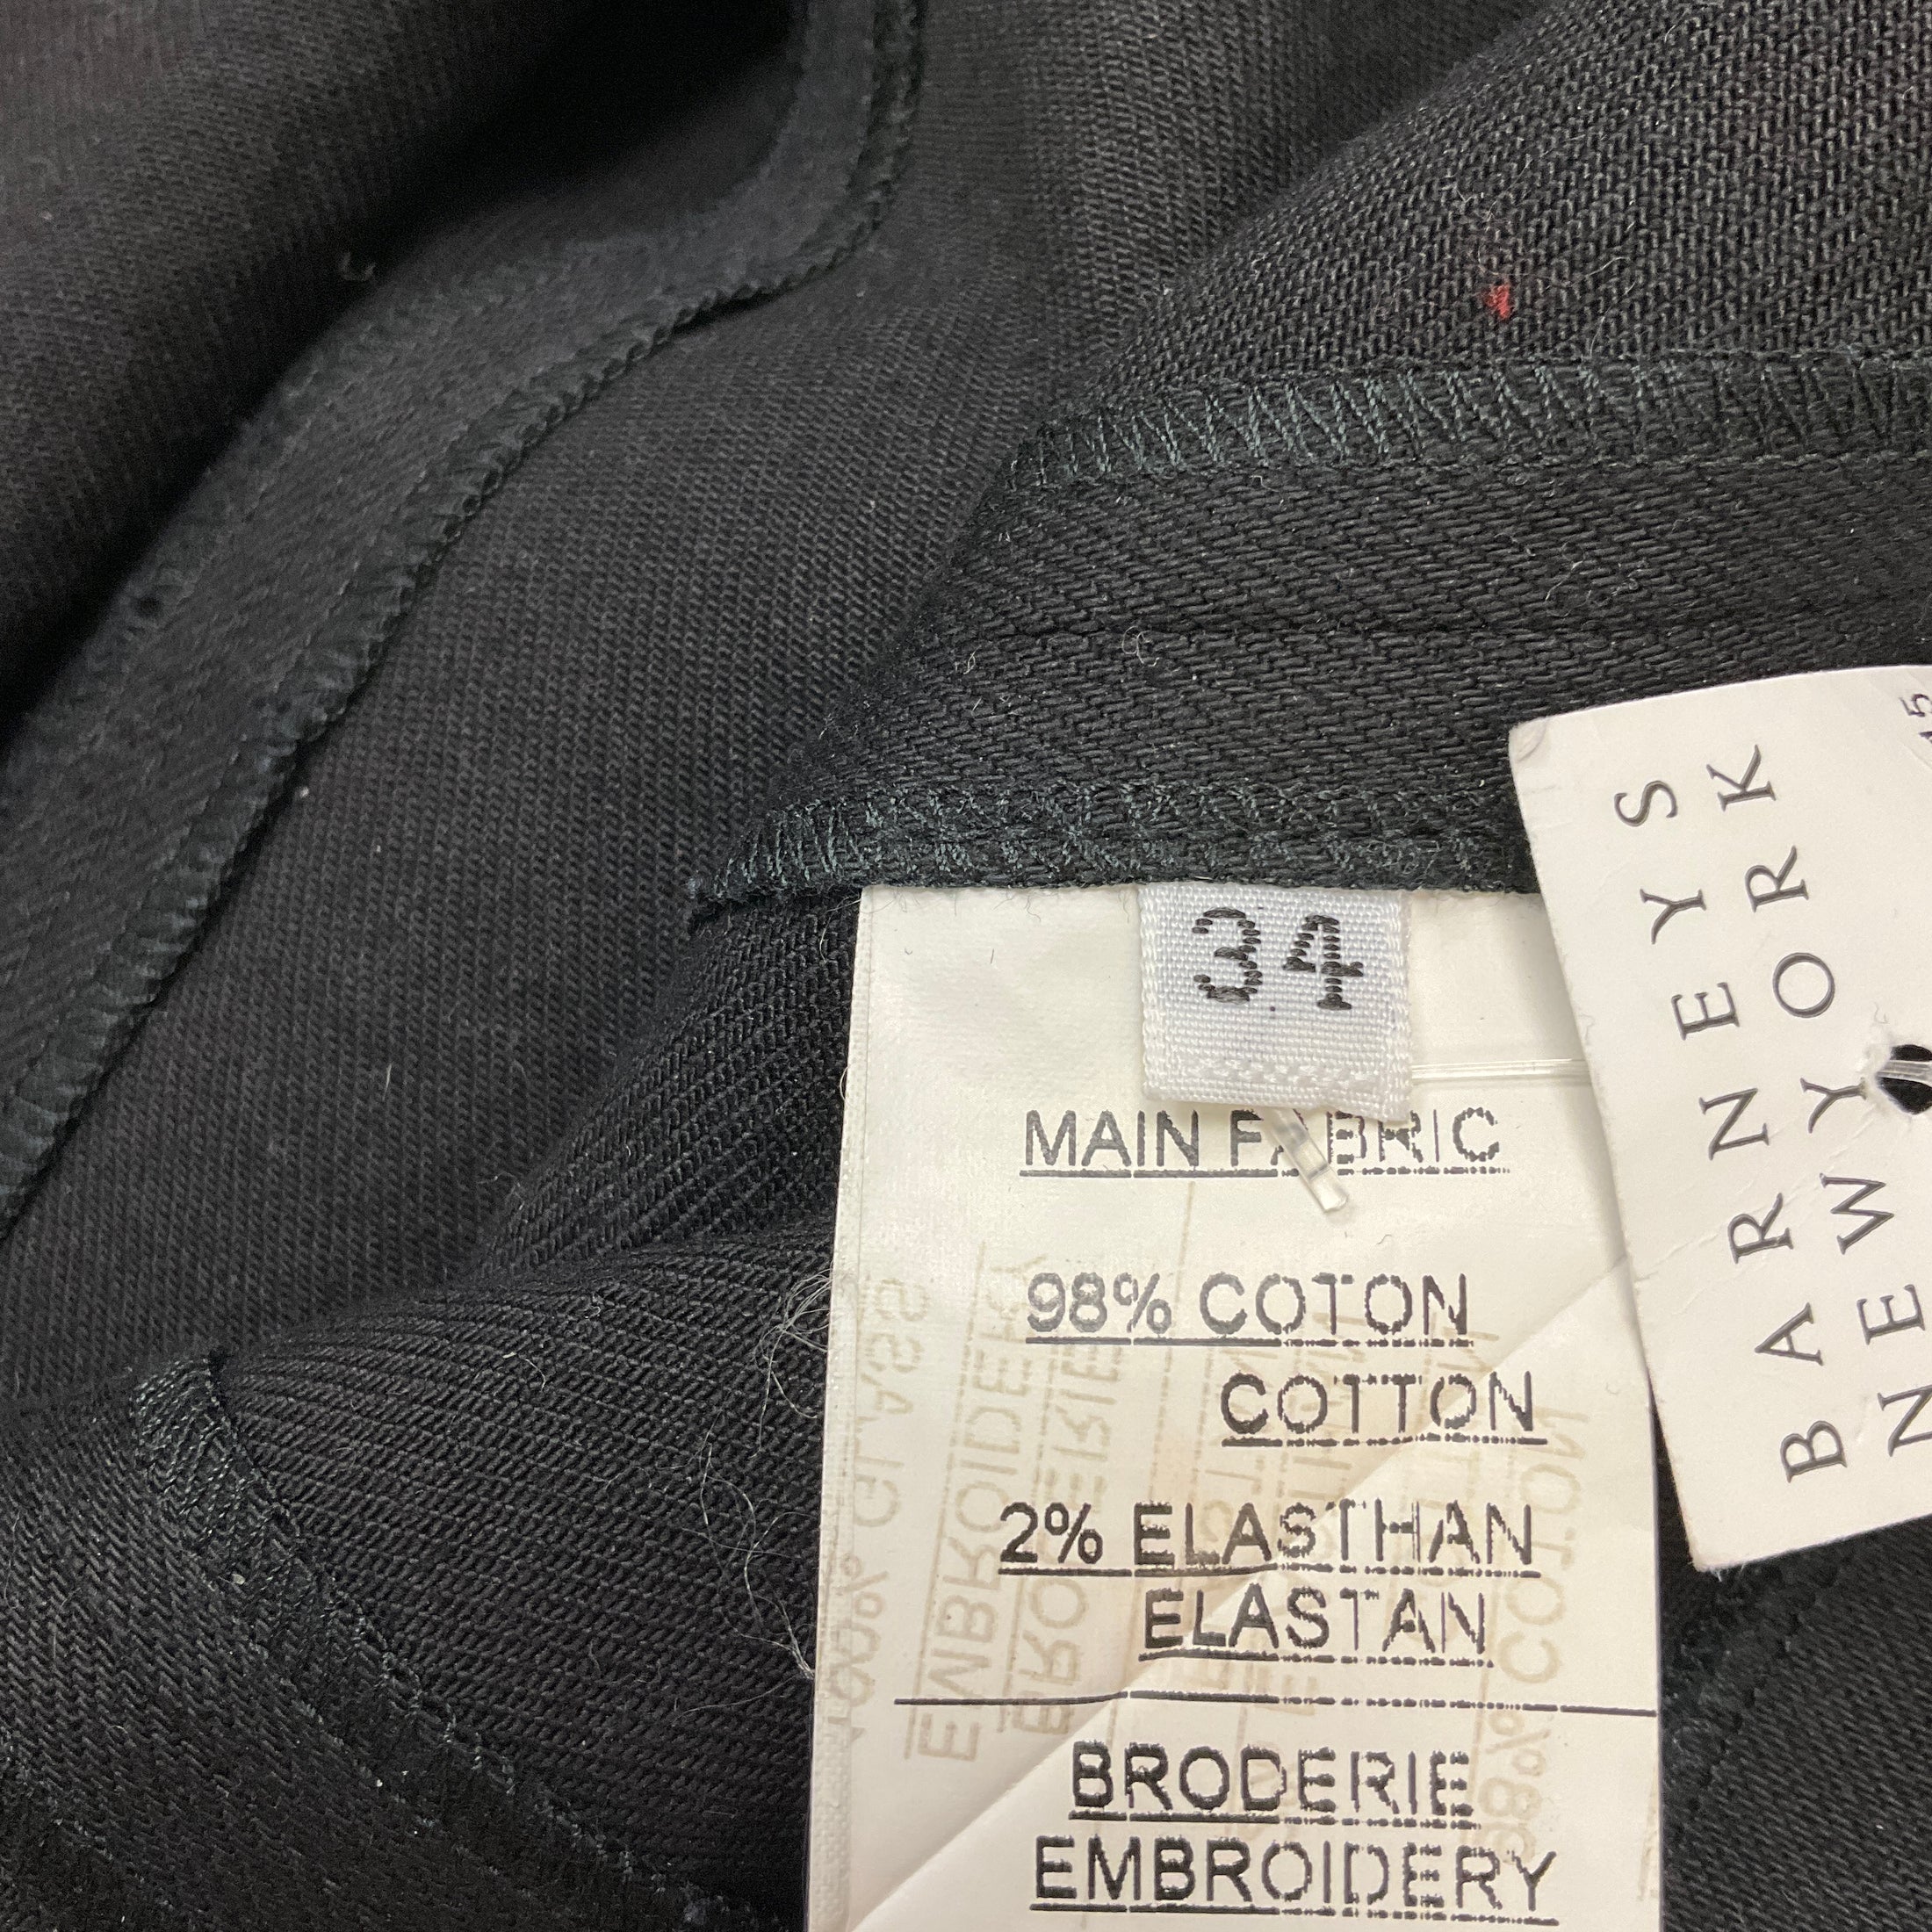 34
MAIN FABRIC
98% COTON
COTTON
2% ELASTHAN
ELASTAN
BRODERIE
EMBROIDERY
BARNEYS
NEW YORK